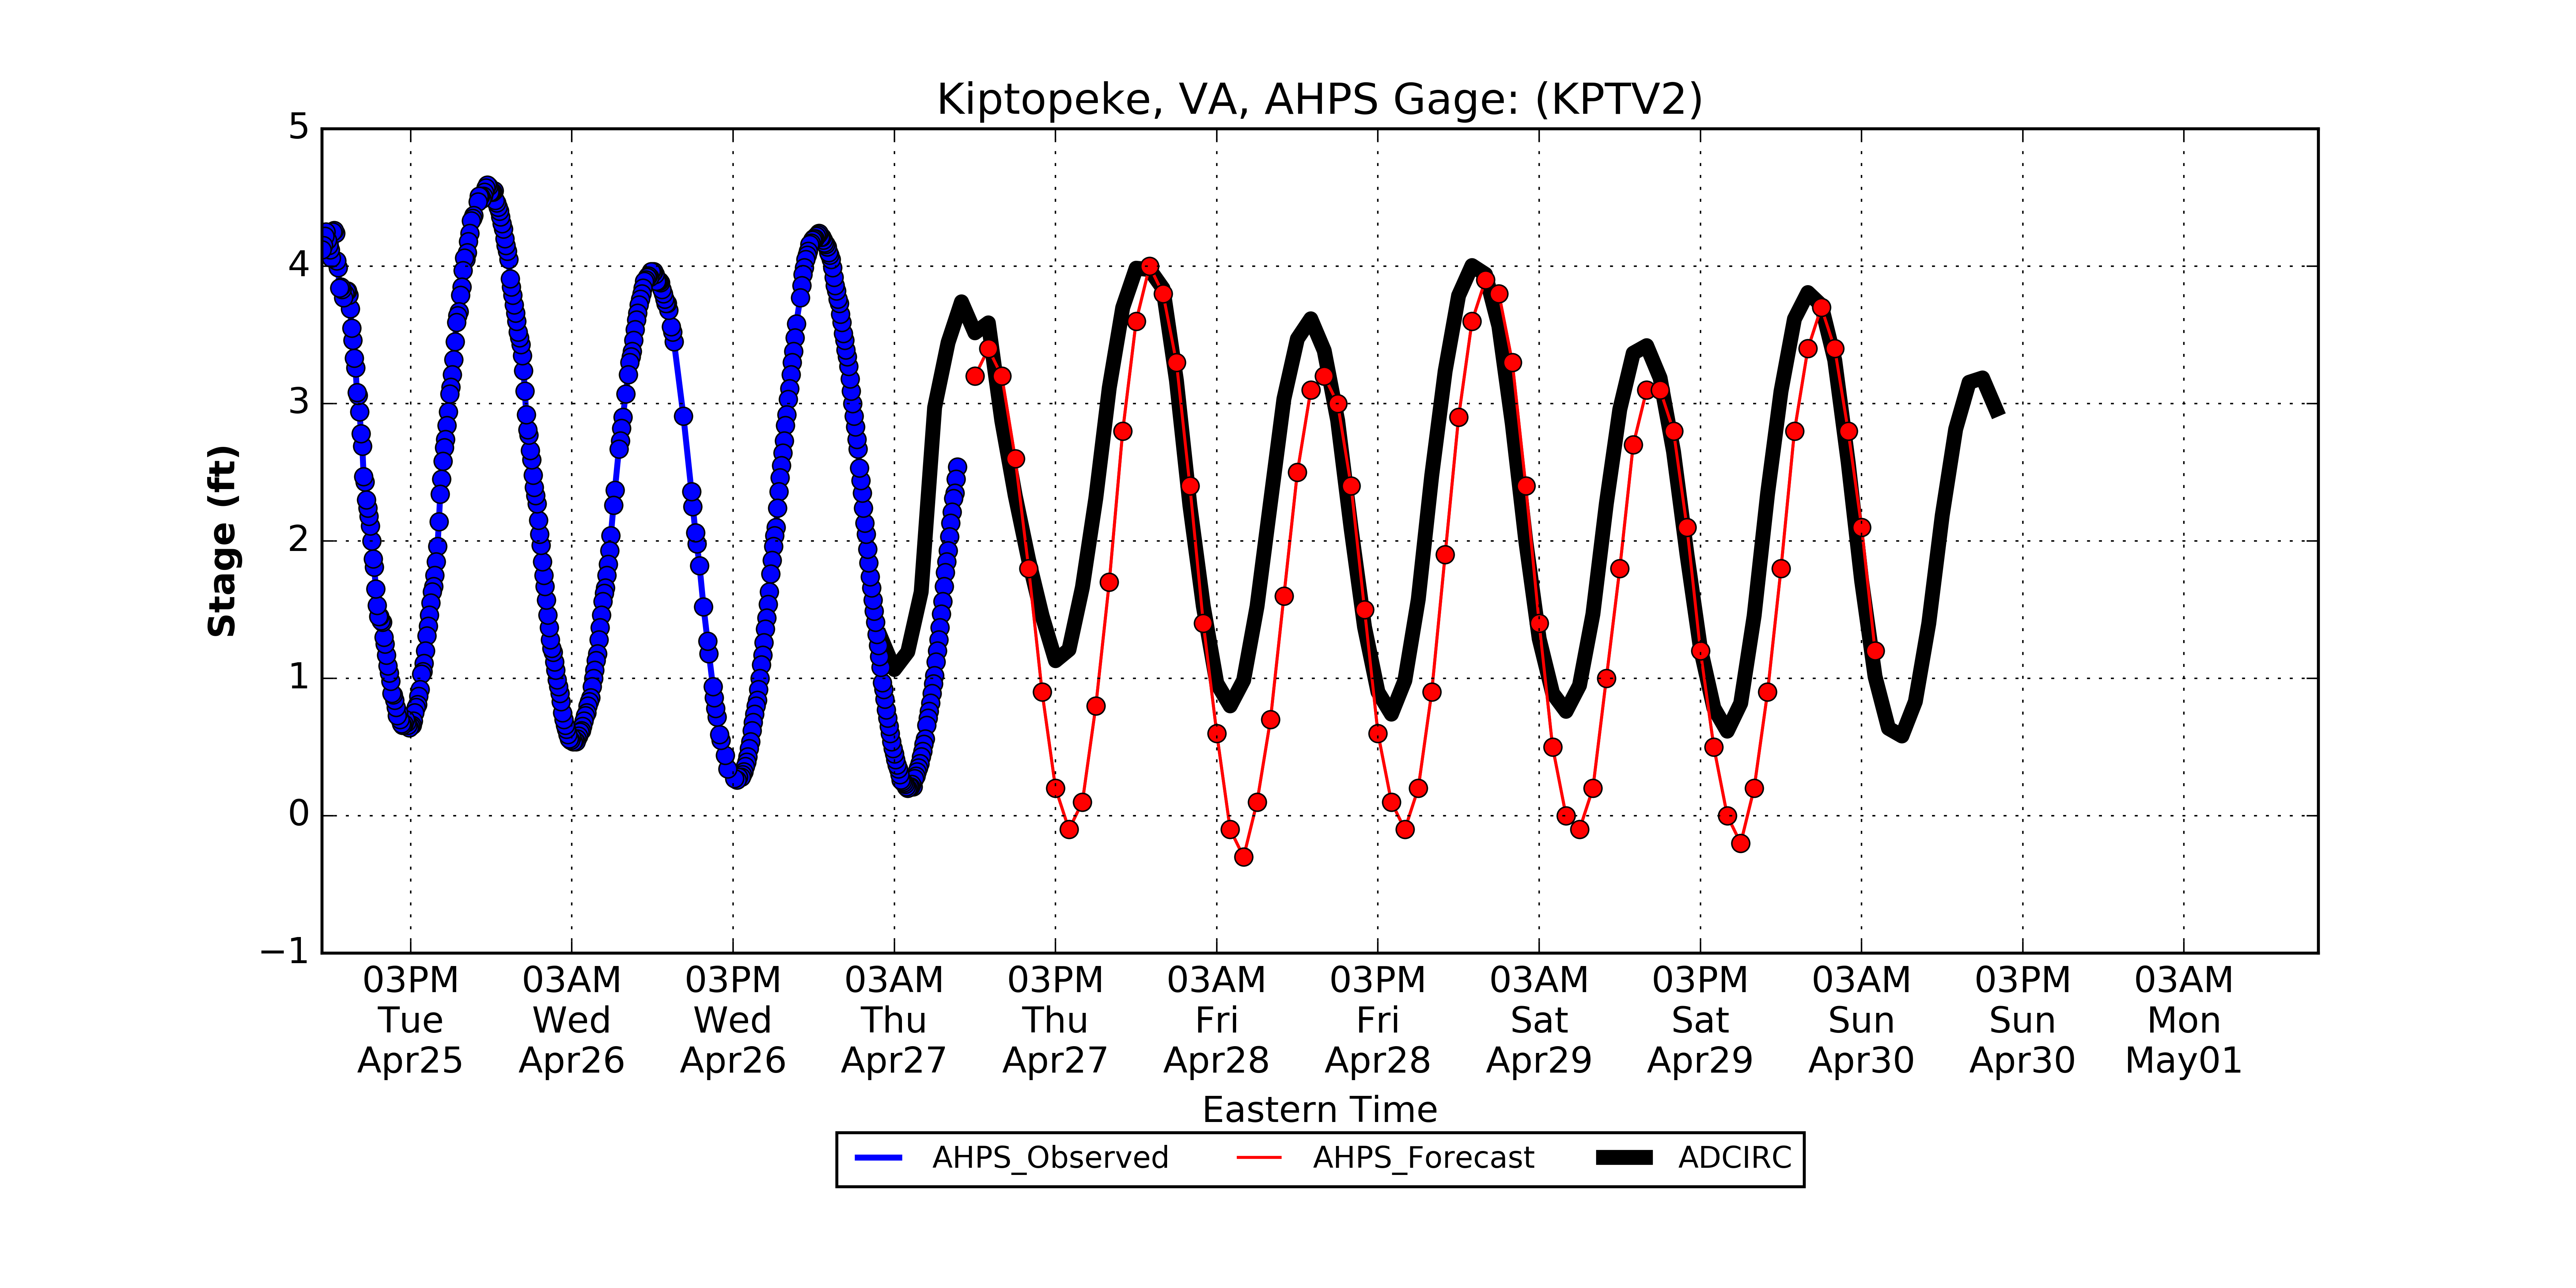 Kiptopeke, VA, AHPS Gage: (KPTV2)
5
4
3
2
1
0
−1
Stage (ft)
03PM 03AM 03PM 03AM 03PM 03AM 03PM 03AM 03PM 03AM 03PM 03AM
Tue Wed Wed Thu Thu Fri Fri Sat Sat Sun Sun Mon
Apr25 Apr26 Apr26 Apr27 Apr27 Apr28 Apr28 Apr29 Apr29 Apr30 Apr30 May01
Eastern Time
AHPS_Observed AHPS_Forecast ADCIRC